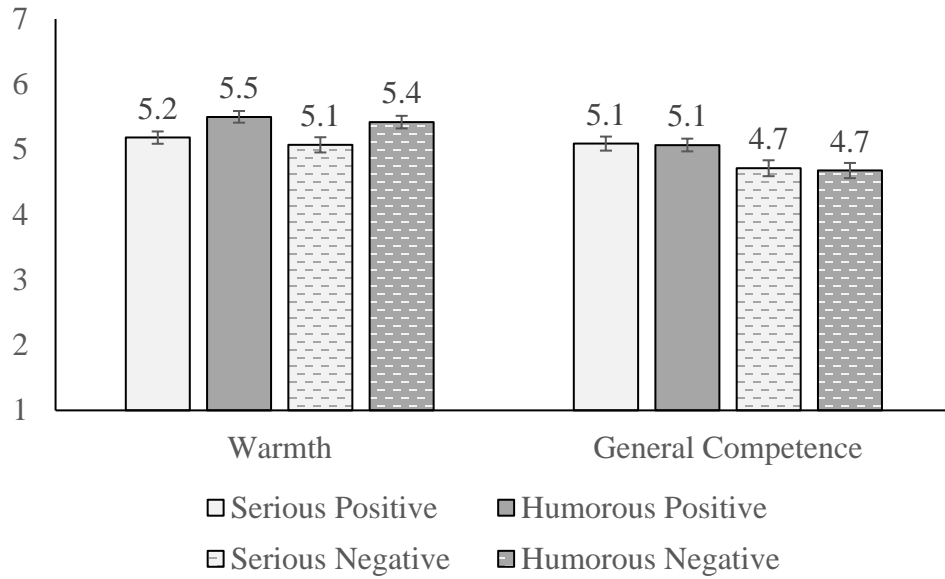 7
6
5
4
3
2
1
5.2 5.5 5.1 5.4 5.1 5.1 4.7 4.7
Warmth General Competence
Serious Positive Humorous Positive
Serious Negative Humorous Negative